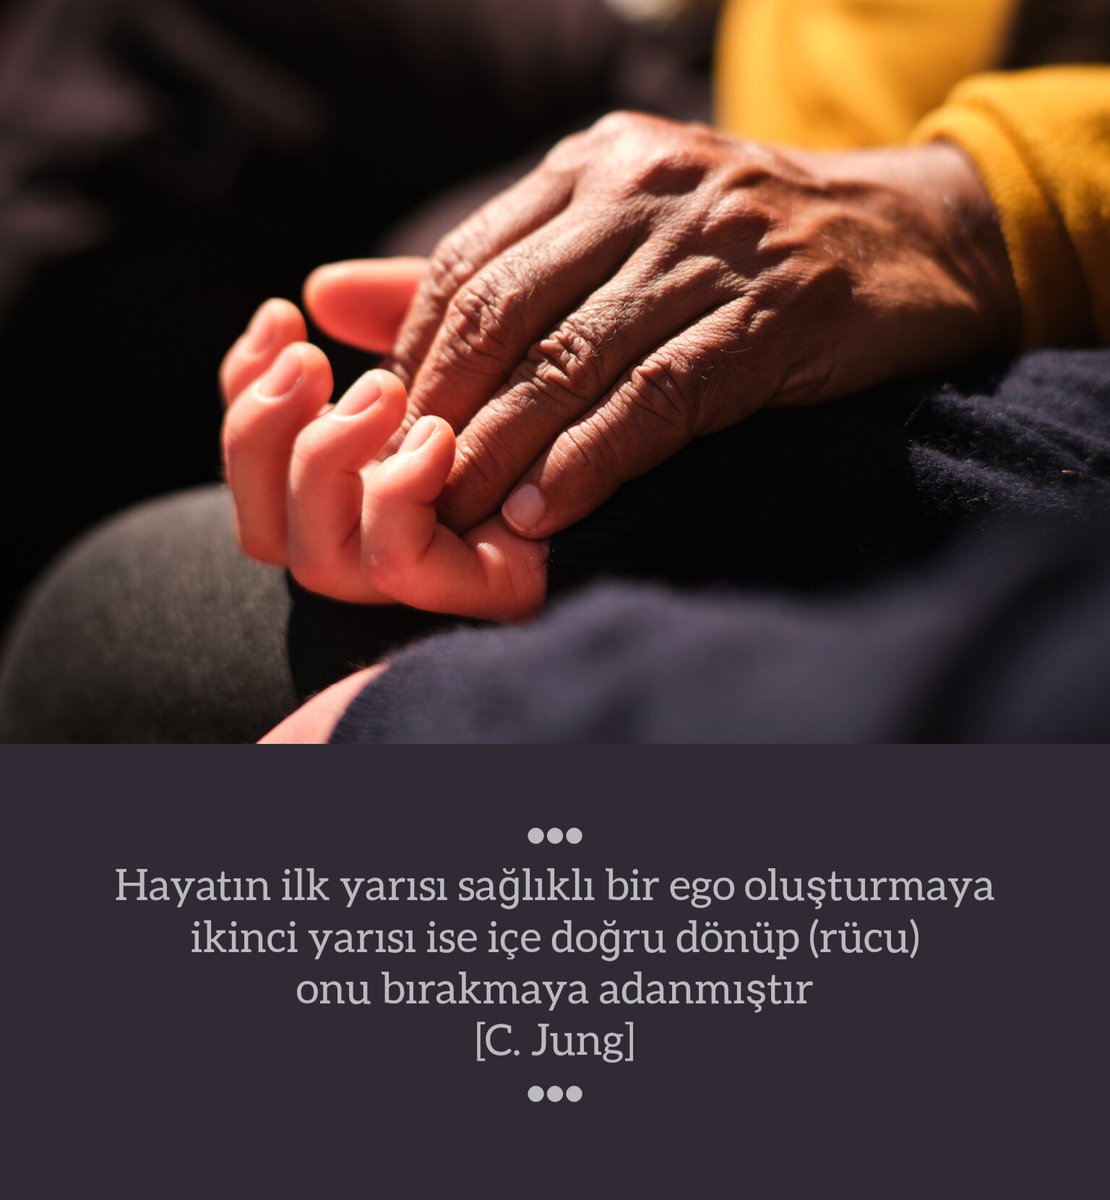 Hayatın ilk yarısı sağlıklı bir ego oluşturmaya
ikinci yarısı ise içe doğru dönüp (rücu)
onu bırakmaya adanmıştır
[C. Jung]